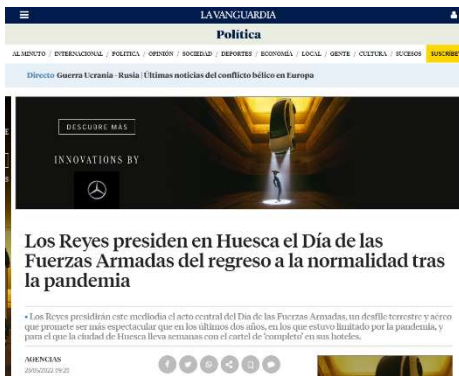 LAVANGUARDIA
Política
AL MINUTO / INTERNACIONAL / POLÍTICA / OPINIÓN / SOCIEDAD / DEPORTES / ECONOMÍA / LOCAL / GENTE / CULTURA / SUCESOS SUSCRÍBE
Directo Guerra Ucrania - Rusia | Últimas noticias del conflicto bélico en Europa
DESCUBRE MÁS
INNOVATIONS BY
Los Reyes presiden en Huesca el Día de las
Fuerzas Armadas del regreso a la normalidad tras
la pandemia
• Los Reyes presidirán este mediodía el acto central del Día de las Fuerzas Armadas, un desfile terrestre y aéreo
que promete ser más espectacular que en los últimos dos años, en los que estuvo limitado por la pandemia, y
para el que la ciudad de Huesca lleva semanas con el cartel de 'completo' en sus hoteles.
AGENCIAS